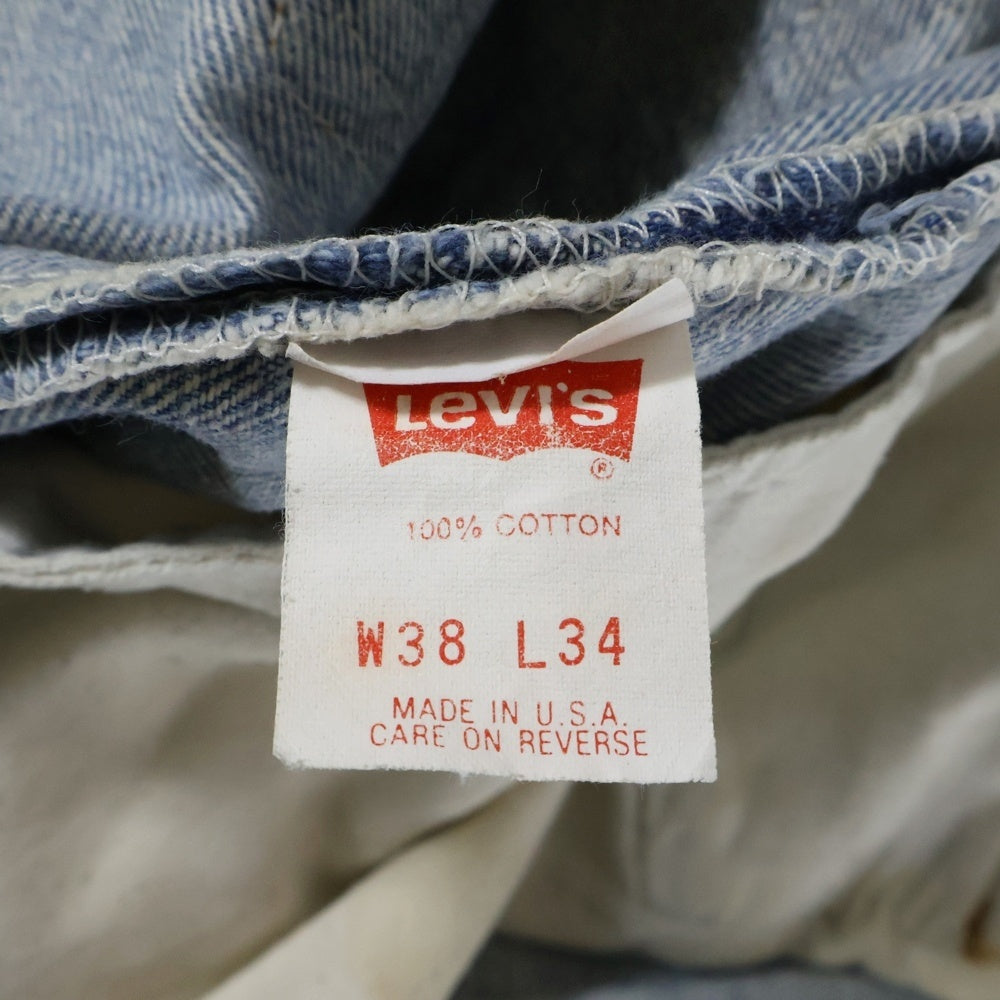 Levi's
®
100% COTTON
W38 L34
MADE IN U.S.A.
CARE ON REVERSE